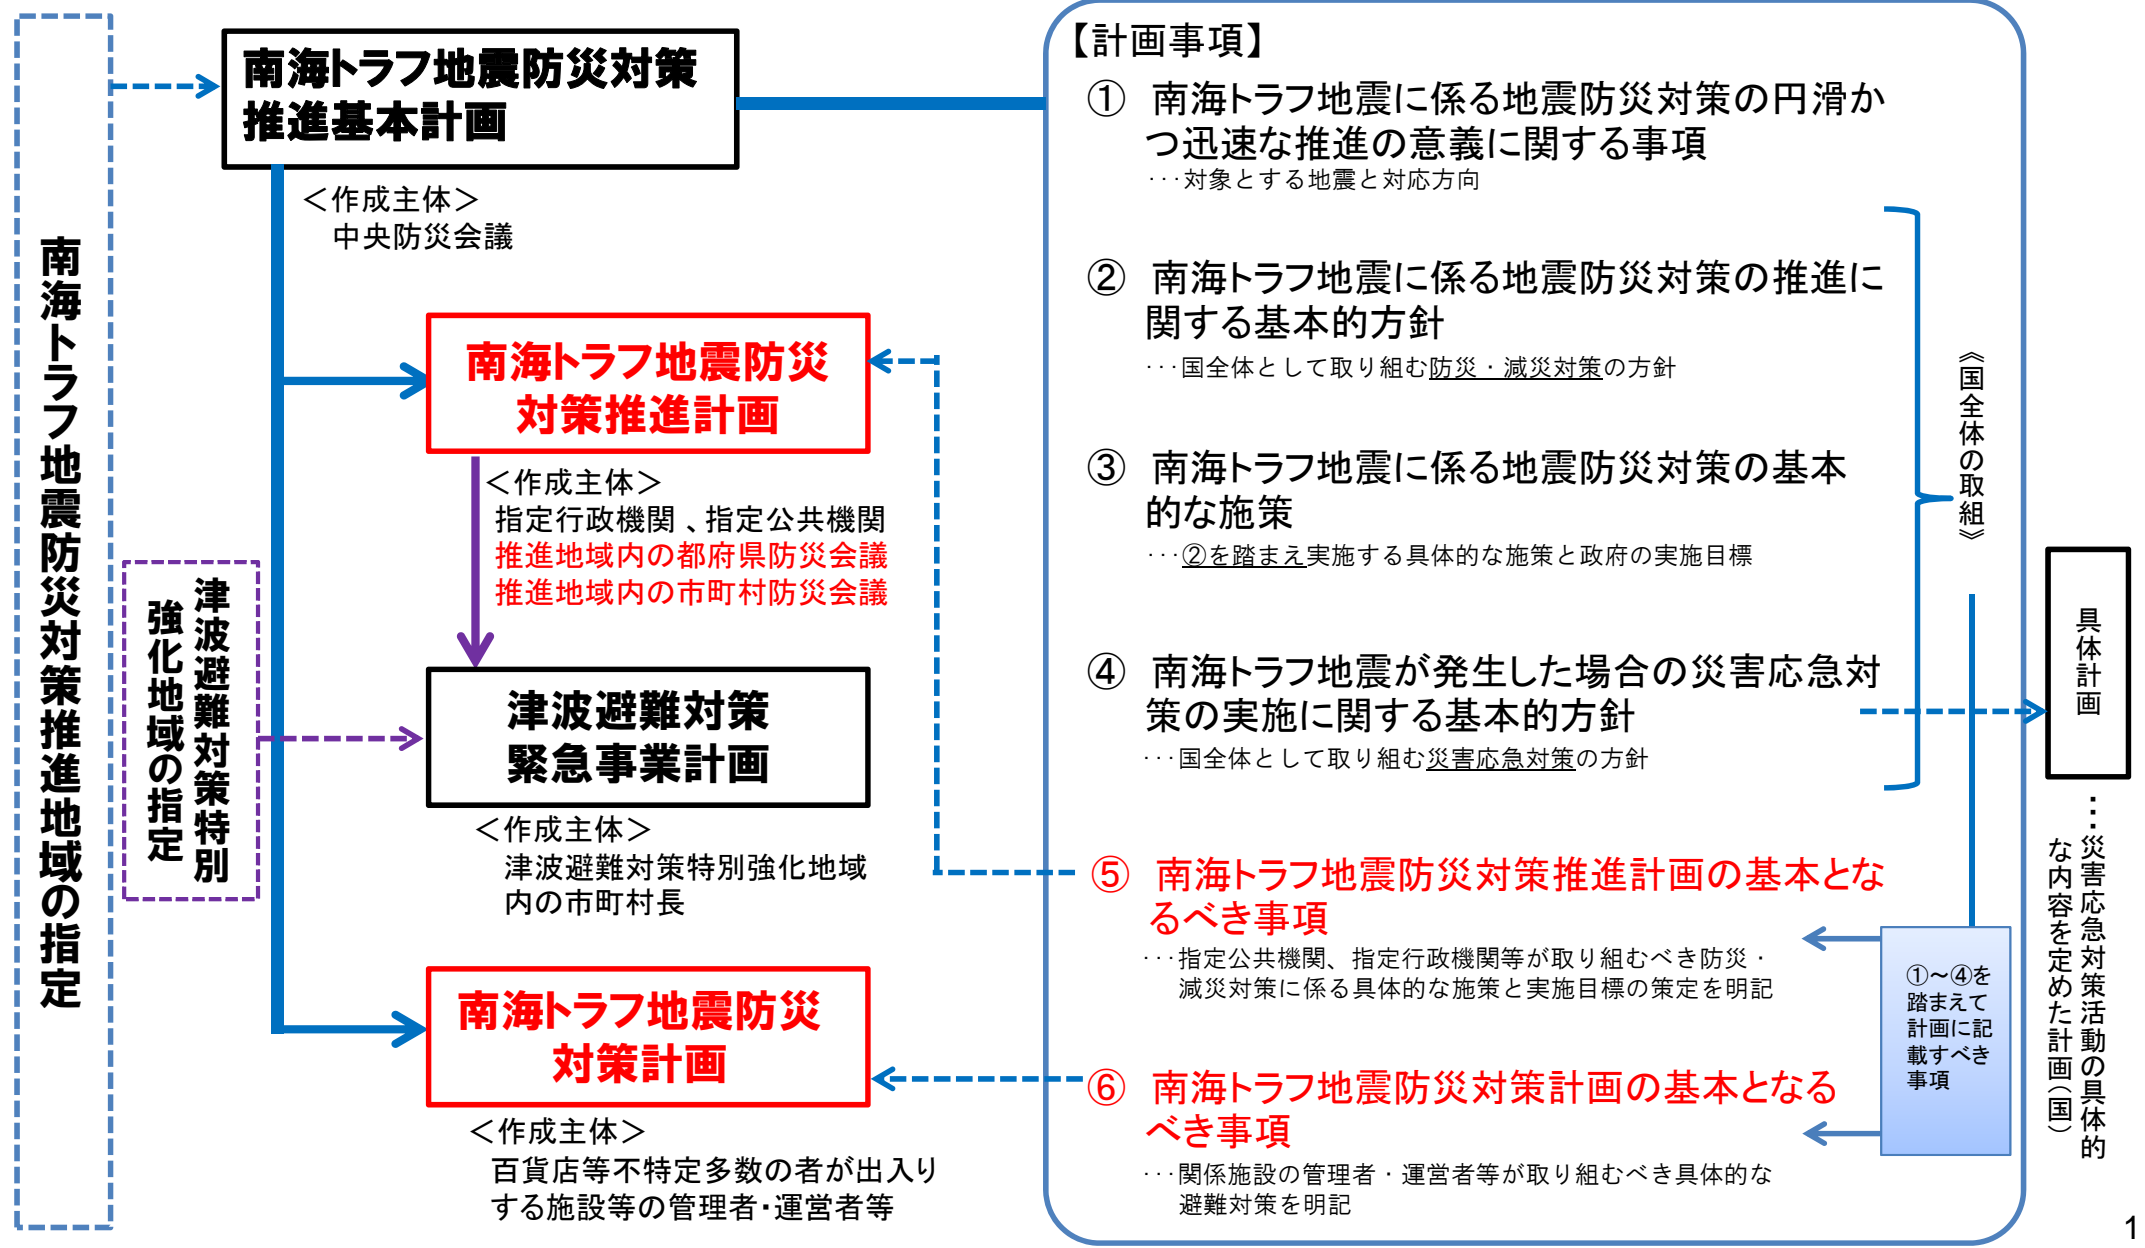 南海トラフ地震防災対策推進地域の指定
南海トラフ地震防災対策
推進基本計画
＜作成主体＞
中央防災会議
南海トラフ地震防災
対策推進計画
＜作成主体＞
指定行政機関 、指定公共機関
推進地域内の都府県防災会議
推進地域内の市町村防災会議
津波避難対策特別
強化地域の指定
津波避難対策
緊急事業計画
＜作成主体＞
津波避難対策特別強化地域
内の市町村長
南海トラフ地震防災
対策計画
＜作成主体＞
百貨店等不特定多数の者が出入り
する施設等の管理者・運営者等
【計画事項】
① 南海トラフ地震に係る地震防災対策の円滑か
つ迅速な推進の意義に関する事項
･･･対象とする地震と対応方向
② 南海トラフ地震に係る地震防災対策の推進に
関する基本的方針
･･･国全体として取り組む防災・減災対策の方針
③ 南海トラフ地震に係る地震防災対策の基本
的な施策
･･･②を踏まえ実施する具体的な施策と政府の実施目標
④ 南海トラフ地震が発生した場合の災害応急対
策の実施に関する基本的方針
･･･国全体として取り組む災害応急対策の方針
⑤ 南海トラフ地震防災対策推進計画の基本とな
るべき事項
･･･指定公共機関、指定行政機関等が取り組むべき防災・
減災対策に係る具体的な施策と実施目標の策定を明記
⑥ 南海トラフ地震防災対策計画の基本となる
べき事項
･･･関係施設の管理者・運営者等が取り組むべき具体的な
避難対策を明記
《国全体の取組》
①～④を
踏まえて
計画に記
載すべき
事項
具体計画
･･･災害応急対策活動の具体的
な内容を定めた計画（国）
1